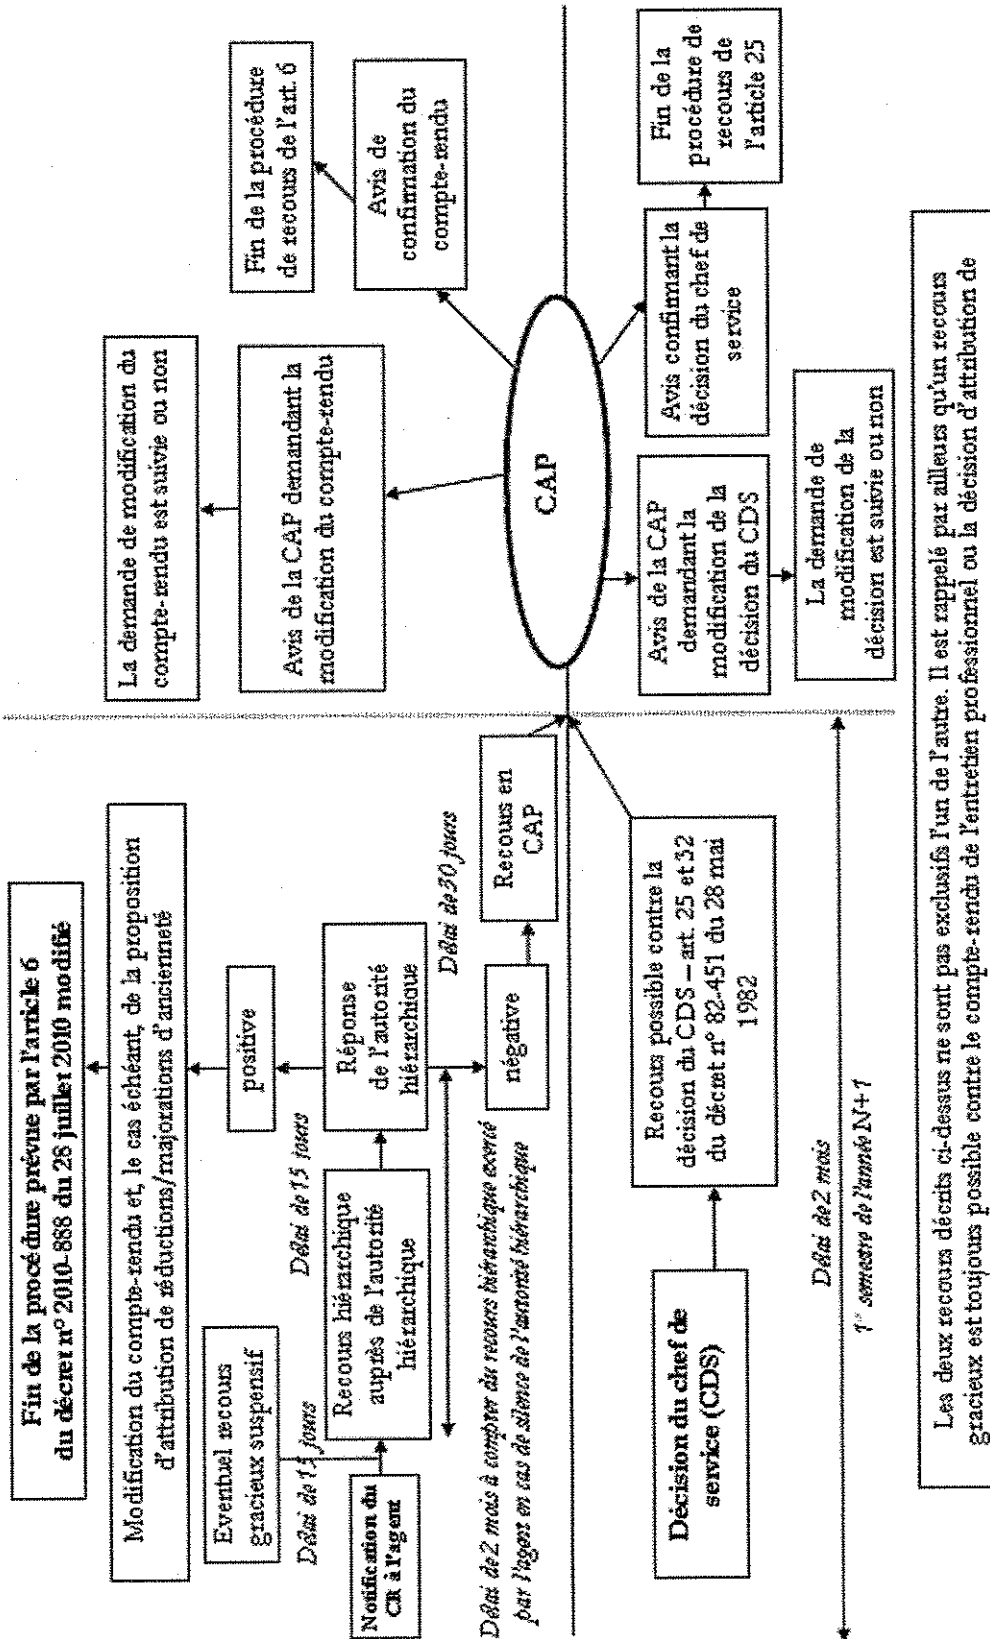 Fin de la procédure prévue par l'article 6
du décret n° 2010-888 du 28 juillet 2010 modifié
Modification du compte-rendu et, le cas échéant, de la proposition
d'attribution de réductions/majorations d'ancienneté
Eventuel recours
gracieux suspensif
positive
Délai de 15 jours
Délai de 15 jours
Notification du
CR à l'agent
Recours hiérarchique
auprès de l'autorité
hiérarchique
Réponse
de l'autorité
hiérarchique
Délai de 30 jours
Délai de 2 mois à compter du recours hiérarchique exercé
par l'agent en cas de silence de l'autorité hiérarchique
négative
Recours en
CAP
La demande de modification du
compte-rendu est suivie ou non
Avis de la CAP demandant la
modification du compte-rendu
Fin de la procédure
de recours de l'art. 6
Avis de
confirmation du
compte-rendu
CAP
Décision du chef de
service (CDS)
Recours possible contre la
décision du CDS – art. 25 et 32
du décret n° 82-451 du 28 mai
1982
Avis de la CAP
demandant la
modification de la
décision du CDS
Avis confirmant la
décision du chef de
service
Fin de la
procédure de
recours de
l'article 25
La demande de
modification de la
décision est suivie ou non
Délai de 2 mois
1er semestre de l'année N+1
Les deux recours décrits ci-dessus ne sont pas exclusifs l'un de l'autre. Il est rappelé par ailleurs qu'un recours
gracieux est toujours possible contre le compte-rendu de l'entretien professionnel ou la décision d'attribution de